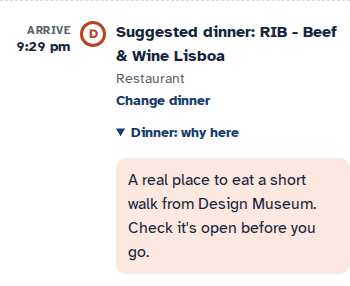 ARRIVE
9:29 pm
D
Suggested dinner: RIB - Beef
& Wine Lisboa
Restaurant
Change dinner
▼ Dinner: why here
A real place to eat a short
walk from Design Museum.
Check it's open before you
go.